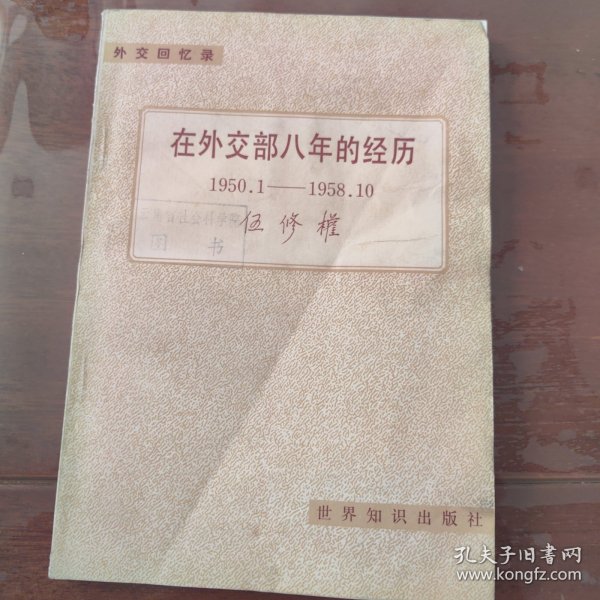 外交回忆录
在外交部八年的经历
1950.1——1958.10
伍修權
图 书
世界知识出版社
孔夫子旧书网
www.kongfz.com